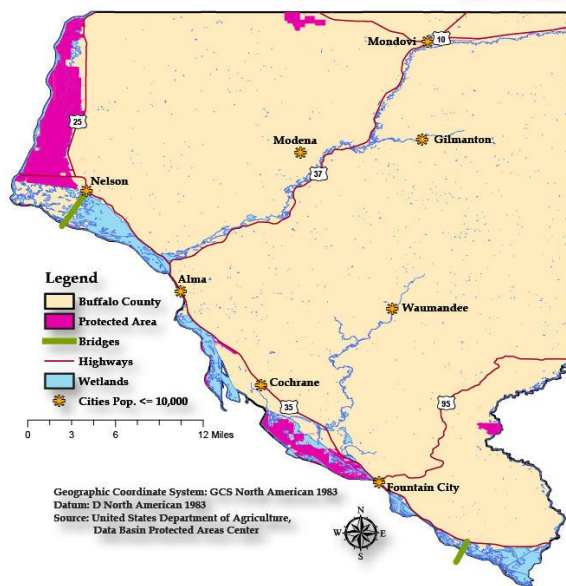 Mondovi
10
Modena
Gilmanton
25
37
Nelson
Legend
Buffalo County
Protected Area
Bridges
Highways
Wetlands
Cities Pop. <= 10,000
0 3 6 12 Miles
Alma
Waumandee
Cochrane
35
95
Fountain City
Geographic Coordinate System: GCS North American 1983
Datum: D North American 1983
Source: United States Department of Agriculture,
Data Basin Protected Areas Center
N
W E
S